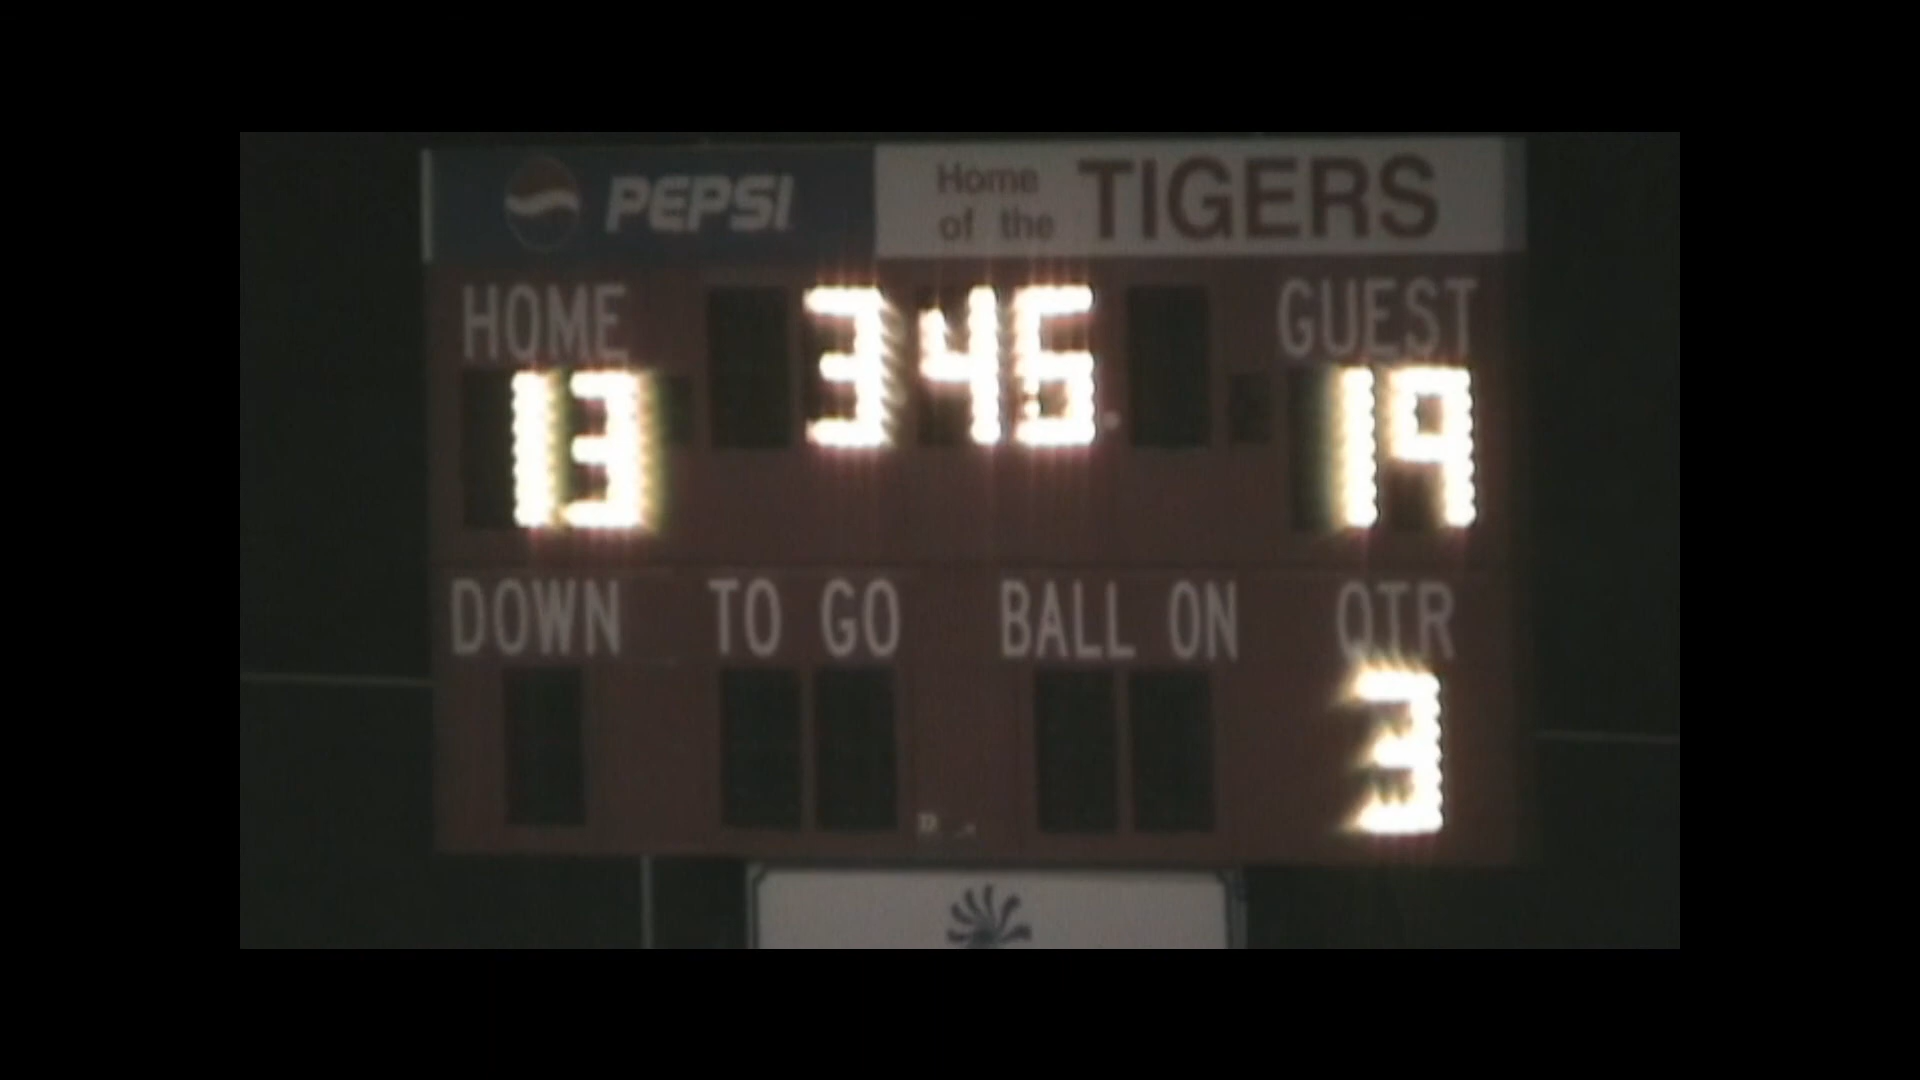 PEPSI
Home of the TIGERS
HOME 345 GUEST
13 19
DOWN TO GO BALL ON QTR
3